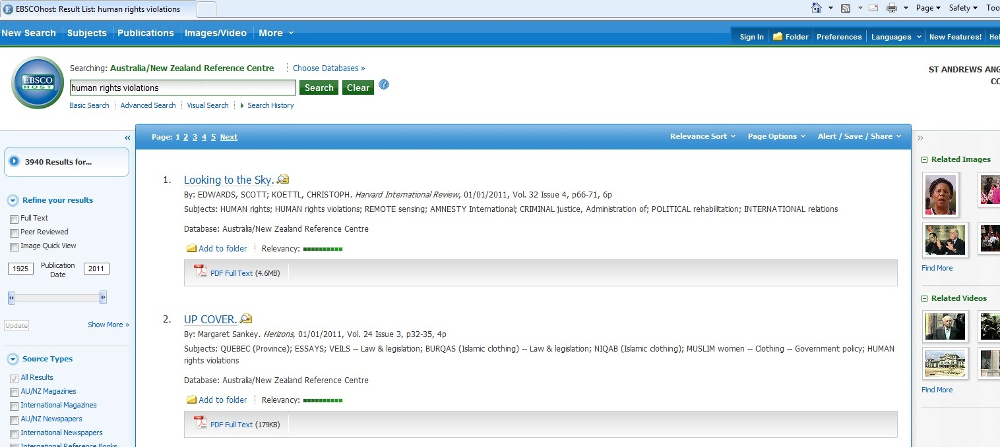 EBSCOhost: Result List: human rights violations
Page Safety Too
New Search Subjects Publications Images/Video More
Sign In Folder Preferences Languages New Features! Hel
Searching: Australia/New Zealand Reference Centre Choose Databases »
ST ANDREWS ANG
CO
EBSCO
HOST
human rights violations Search Clear ?
Basic Search Advanced Search Visual Search Search History
«
Page: 1 2 3 4 5 Next Relevance Sort Page Options Alert / Save / Share
»
3940 Results for...
Refine your results
Full Text
Peer Reviewed
Image Quick View
1925 Publication Date 2011
Update Show More »
Source Types
All Results
AU/NZ Magazines
International Magazines
AU/NZ Newspapers
International Newspapers
International Reference Books
1. Looking to the Sky.
By: EDWARDS, SCOTT; KOETTL, CHRISTOPH. Harvard International Review, 01/01/2011, Vol. 32 Issue 4, p66-71, 6p
Subjects: HUMAN rights; HUMAN rights violations; REMOTE sensing; AMNESTY International; CRIMINAL justice, Administration of; POLITICAL rehabilitation; INTERNATIONAL relations
Database: Australia/New Zealand Reference Centre
Add to folder Relevancy:
PDF Full Text (4.6MB)
2. UP COVER.
By: Margaret Sankey. Herizons, 01/01/2011, Vol. 24 Issue 3, p32-35, 4p
Subjects: QUEBEC (Province); ESSAYS; VEILS -- Law & legislation; BURQAS (Islamic clothing) -- Law & legislation; NIQAB (Islamic clothing); MUSLIM women -- Clothing -- Government policy; HUMAN
rights violations
Database: Australia/New Zealand Reference Centre
Add to folder Relevancy:
PDF Full Text (179KB)
Related Images
Find More
Related Videos
Find More